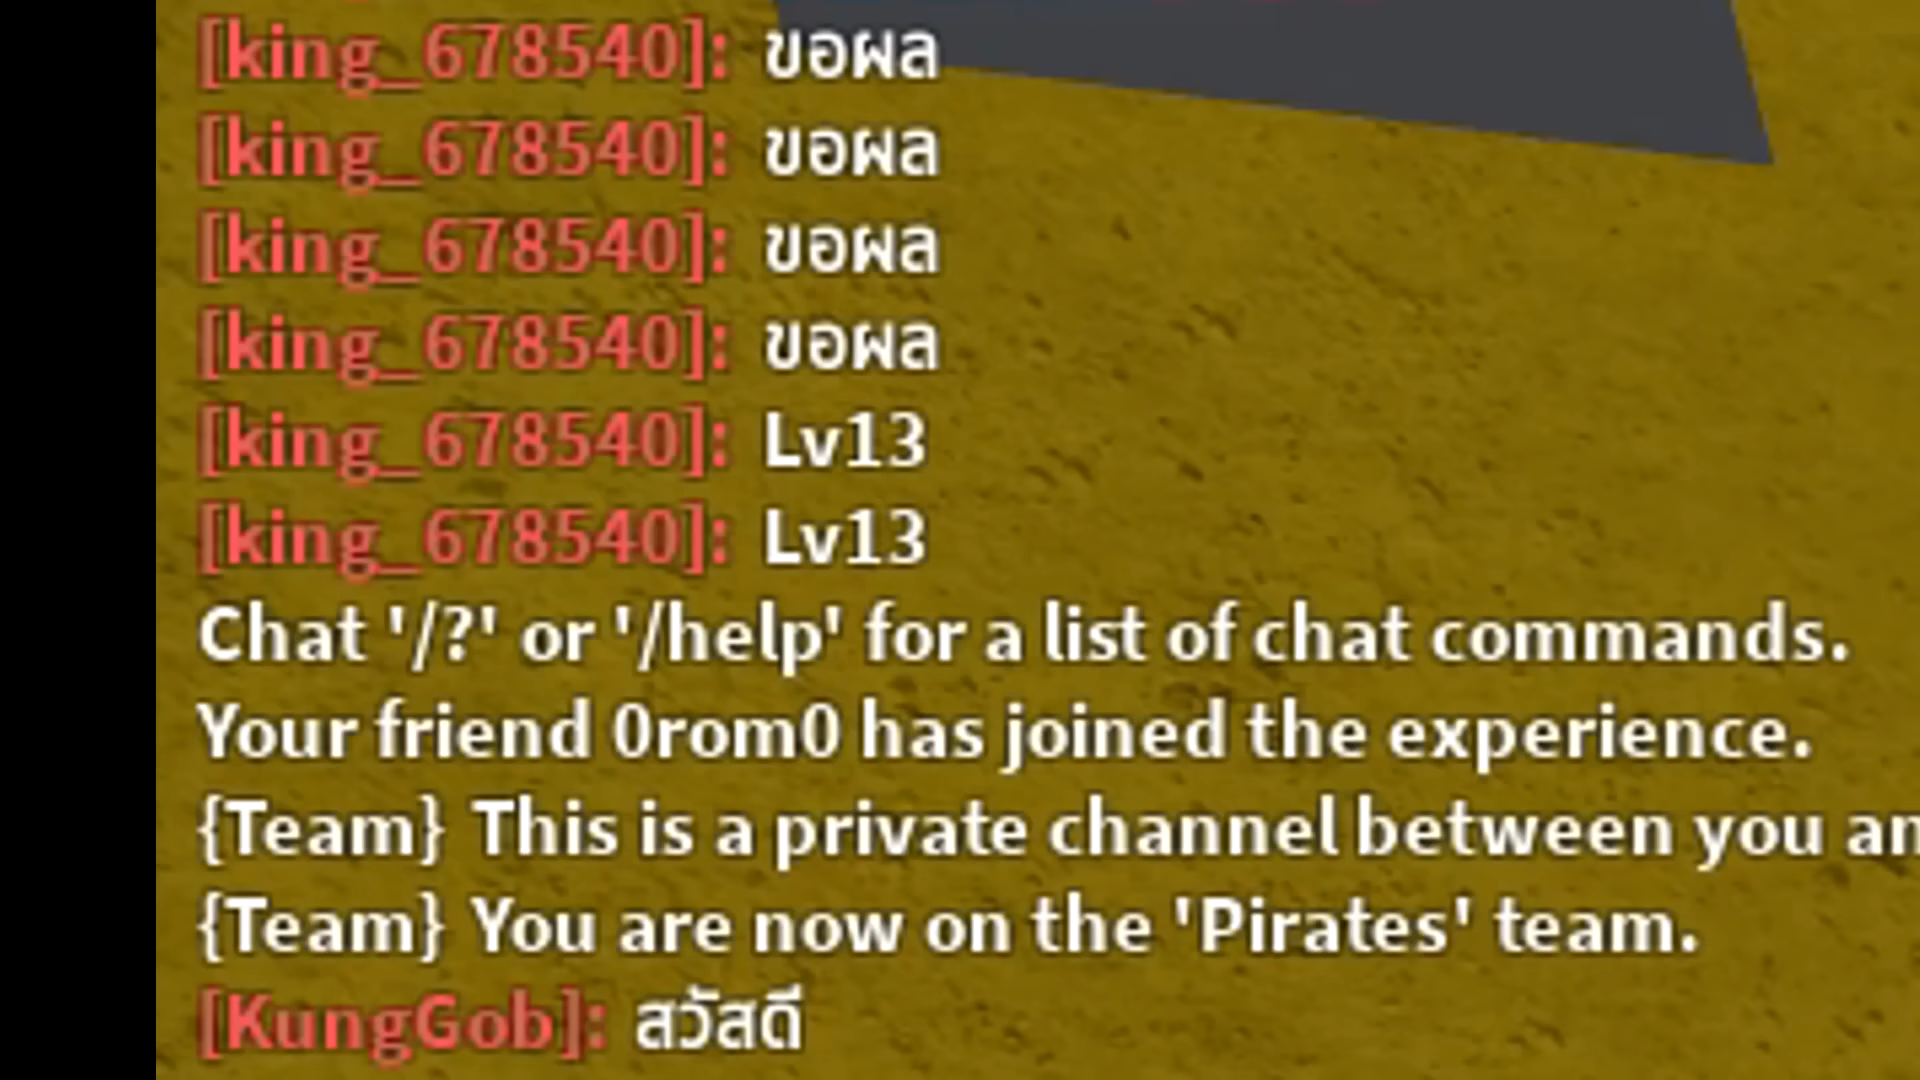 [king_678540]: ขอผล
[king_678540]: ขอผล
[king_678540]: ขอผล
[king_678540]: ขอผล
[king_678540]: Lv13
[king_678540]: Lv13
Chat '/?' or '/help' for a list of chat commands.
Your friend 0rom0 has joined the experience.
{Team} This is a private channel between you an
{Team} You are now on the 'Pirates' team.
[KungGob]: สวัสดี